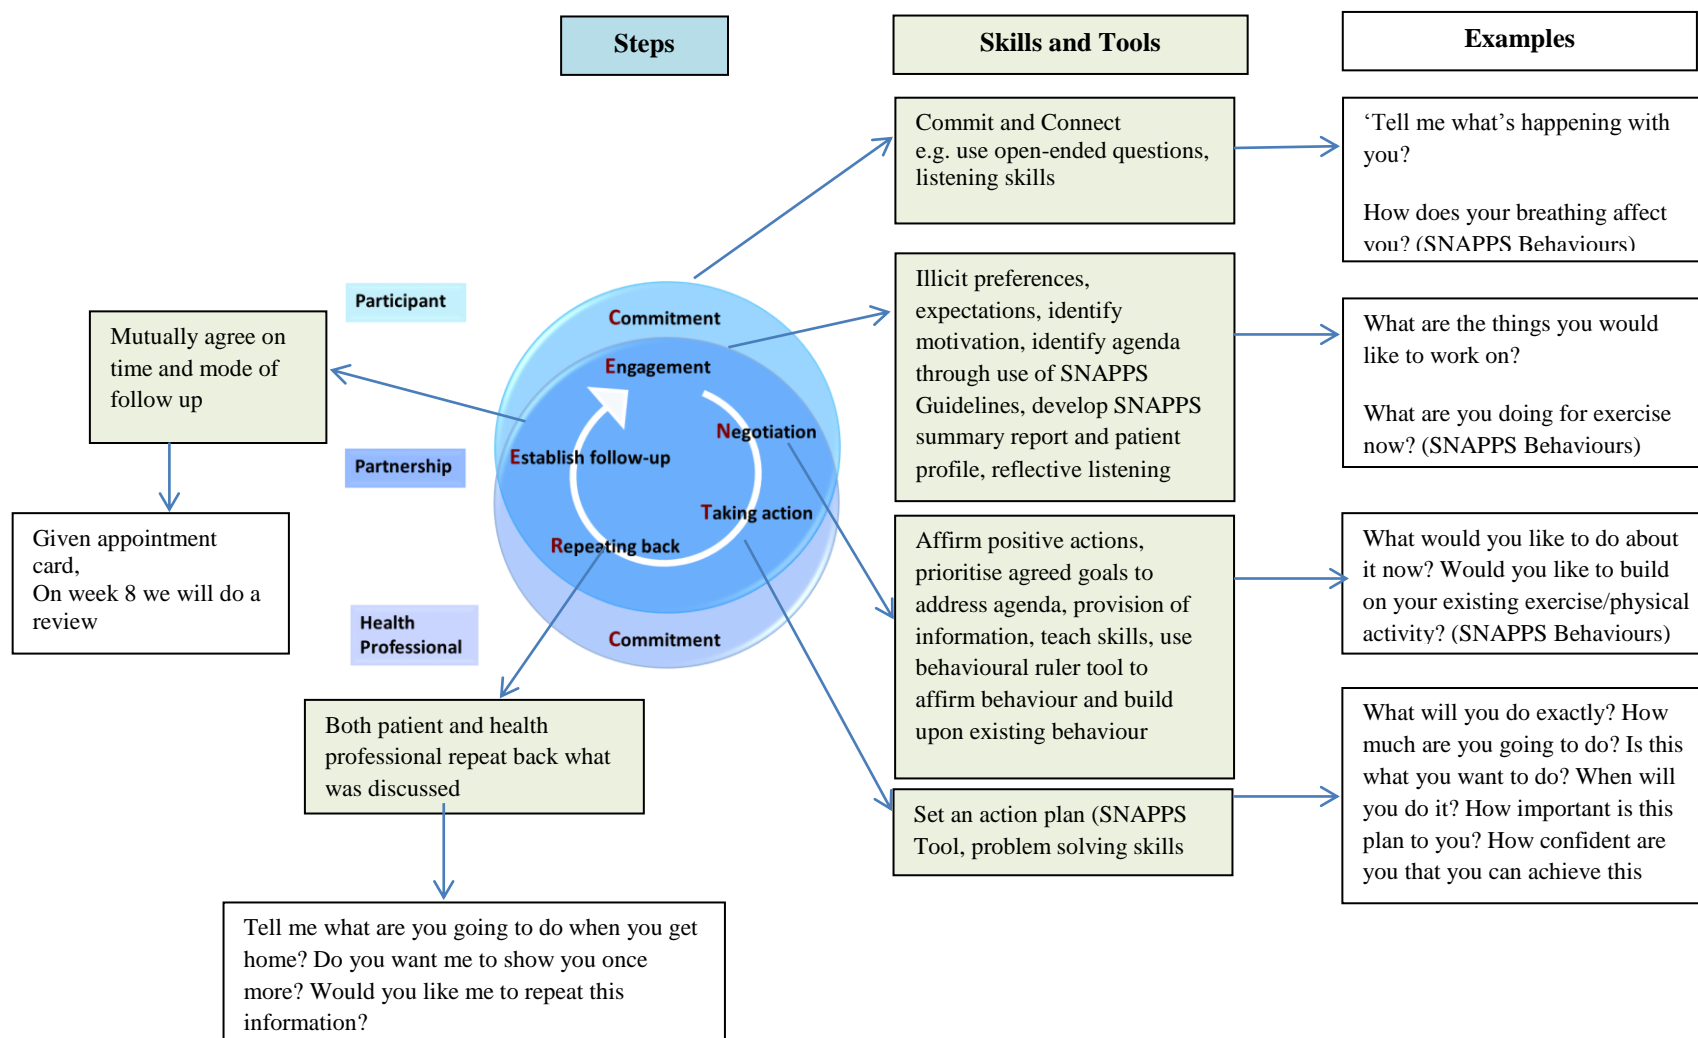 Steps
Skills and Tools
Examples
Commit and Connect
e.g. use open-ended questions,
listening skills
‘Tell me what’s happening with
you?
How does your breathing affect
you? (SNAPPS Behaviours)
Illicit preferences,
expectations, identify
motivation, identify agenda
through use of SNAPPS
Guidelines, develop SNAPPS
summary report and patient
profile, reflective listening
What are the things you would
like to work on?
What are you doing for exercise
now? (SNAPPS Behaviours)
Affirm positive actions,
prioritise agreed goals to
address agenda, provision of
information, teach skills, use
behavioural ruler tool to
affirm behaviour and build
upon existing behaviour
What would you like to do about
it now? Would you like to build
on your existing exercise/physical
activity? (SNAPPS Behaviours)
Set an action plan (SNAPPS
Tool, problem solving skills
What will you do exactly? How
much are you going to do? Is this
what you want to do? When will
you do it? How important is this
plan to you? How confident are
you that you can achieve this
Participant
Partnership
Health
Professional
Commitment
Engagement
Negotiation
Taking action
Repeating back
Establish follow-up
Commitment
Mutually agree on
time and mode of
follow up
Given appointment
card,
On week 8 we will do a
review
Both patient and health
professional repeat back what
was discussed
Tell me what are you going to do when you get
home? Do you want me to show you once
more? Would you like me to repeat this
information?